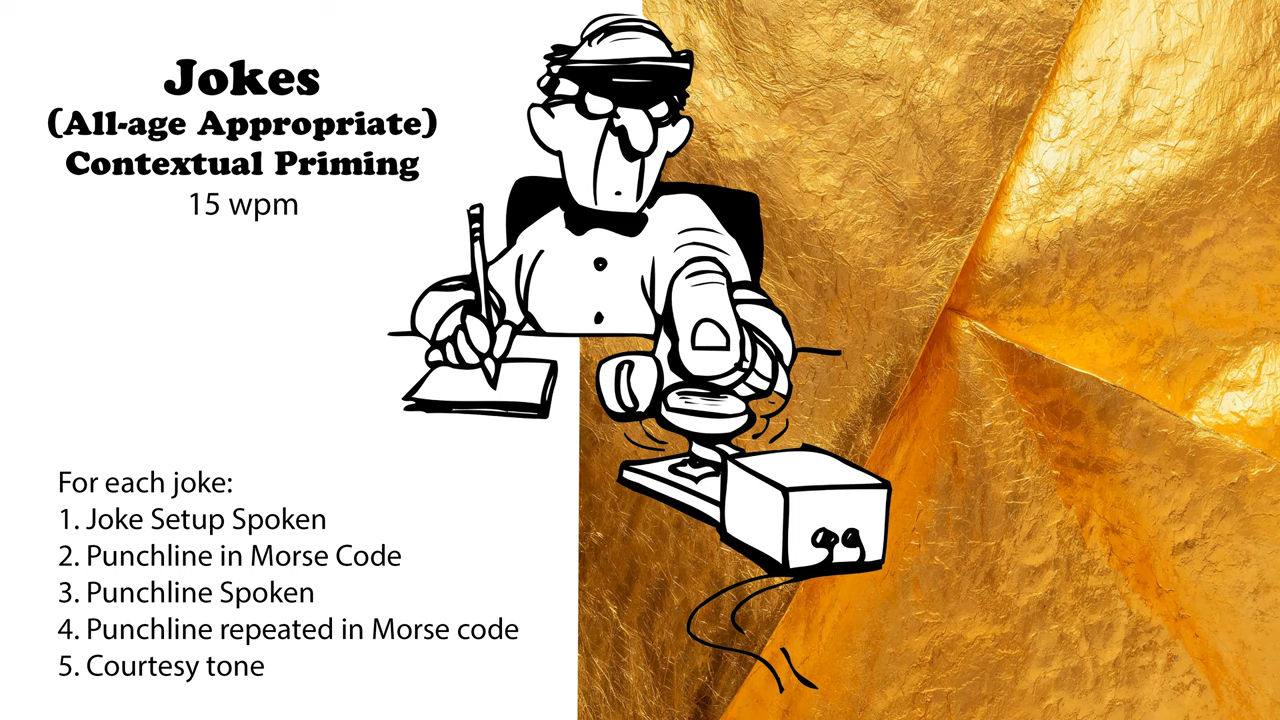 Jokes
(All-age Appropriate)
Contextual Priming
15 wpm
For each joke:
1. Joke Setup Spoken
2. Punchline in Morse Code
3. Punchline Spoken
4. Punchline repeated in Morse code
5. Courtesy tone